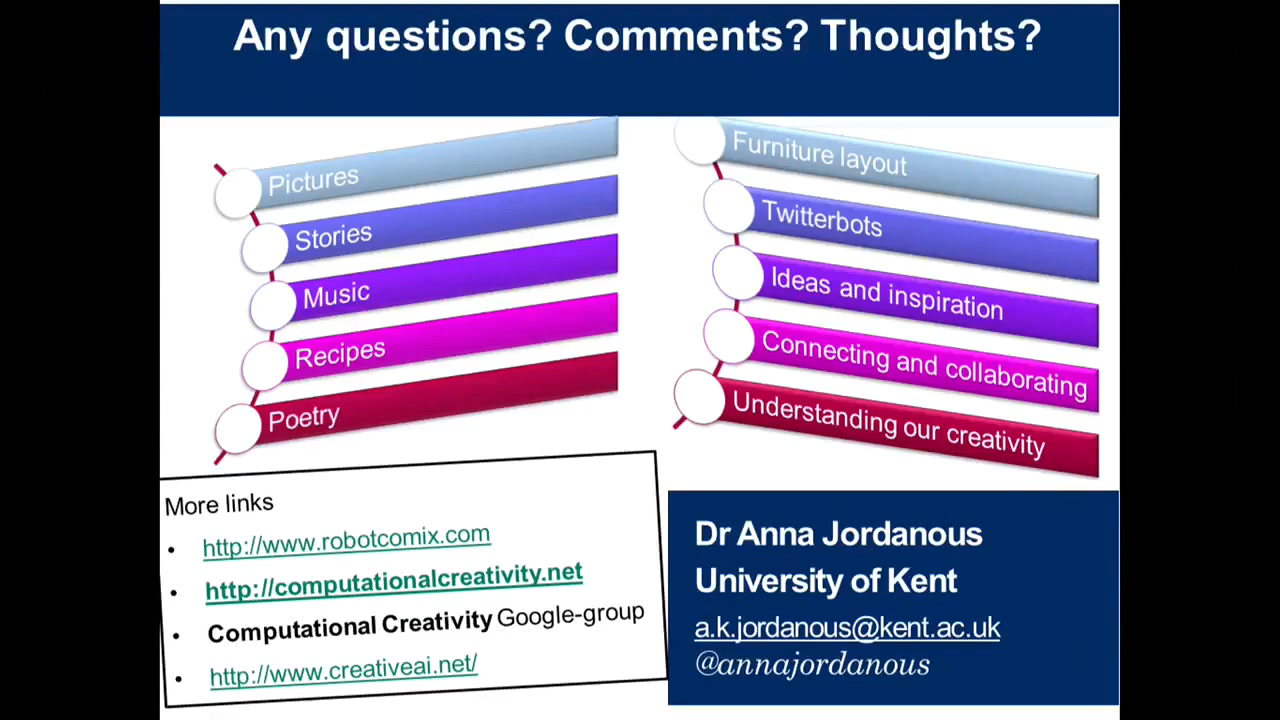 Any questions? Comments? Thoughts?
Pictures
Stories
Music
Recipes
Poetry
Furniture layout
Twitterbots
Ideas and inspiration
Connecting and collaborating
Understanding our creativity
More links
• http://www.robotcomix.com
• http://computationalcreativity.net
• Computational Creativity Google-group
• http://www.creativeai.net/
Dr Anna Jordanous
University of Kent
a.k.jordanous@kent.ac.uk
@annajordanous